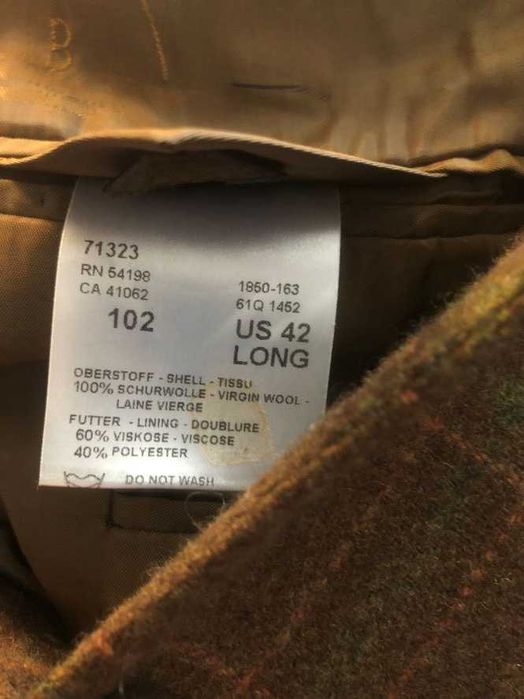 B
71323
RN 54198
CA 41062
102
1850-163
61Q 1452
US 42
LONG
OBERSTOFF - SHELL - TISSU
100% SCHURWOLLE - VIRGIN WOOL -
LAINE VIERGE
FUTTER - LINING - DOUBLURE
60% VISKOSE - VISCOSE
40% POLYESTER
DO NOT WASH